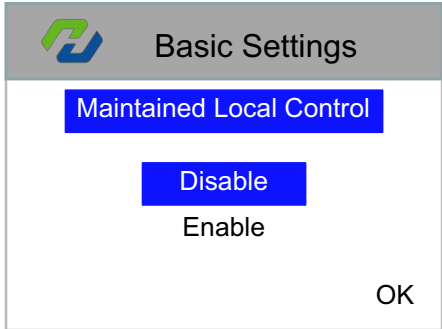 Basic Settings
Maintained Local Control
Disable
Enable
OK